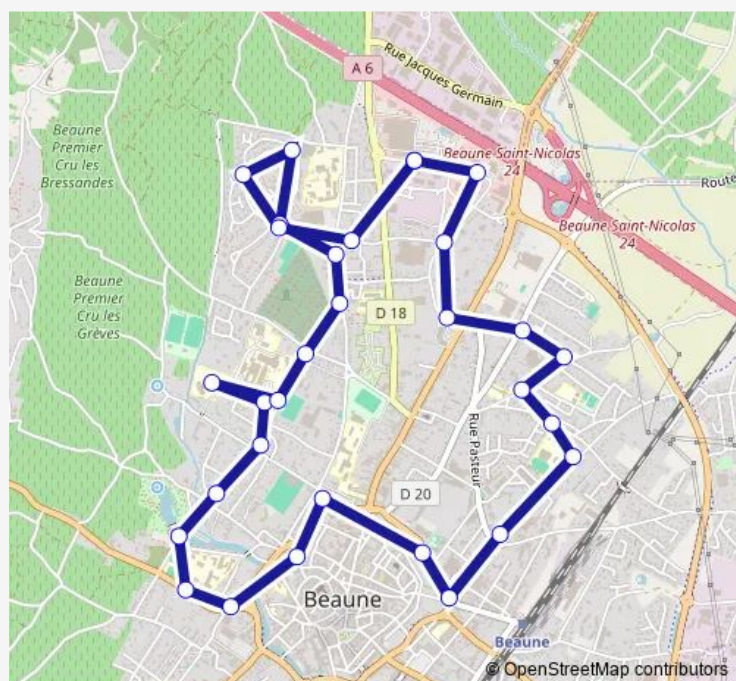 Rue Jacques Germain
A 6
Beaune
Premier
Cru les
Bressandes
Beaune Saint-Nicolas
24
Route
Beaune Saint-Nicolas
24
Beaune
Premier
Cru les
Grèves
D 18
Rue Pasteur
D 20
Beaune
Beaune
© OpenStreetMap contributors